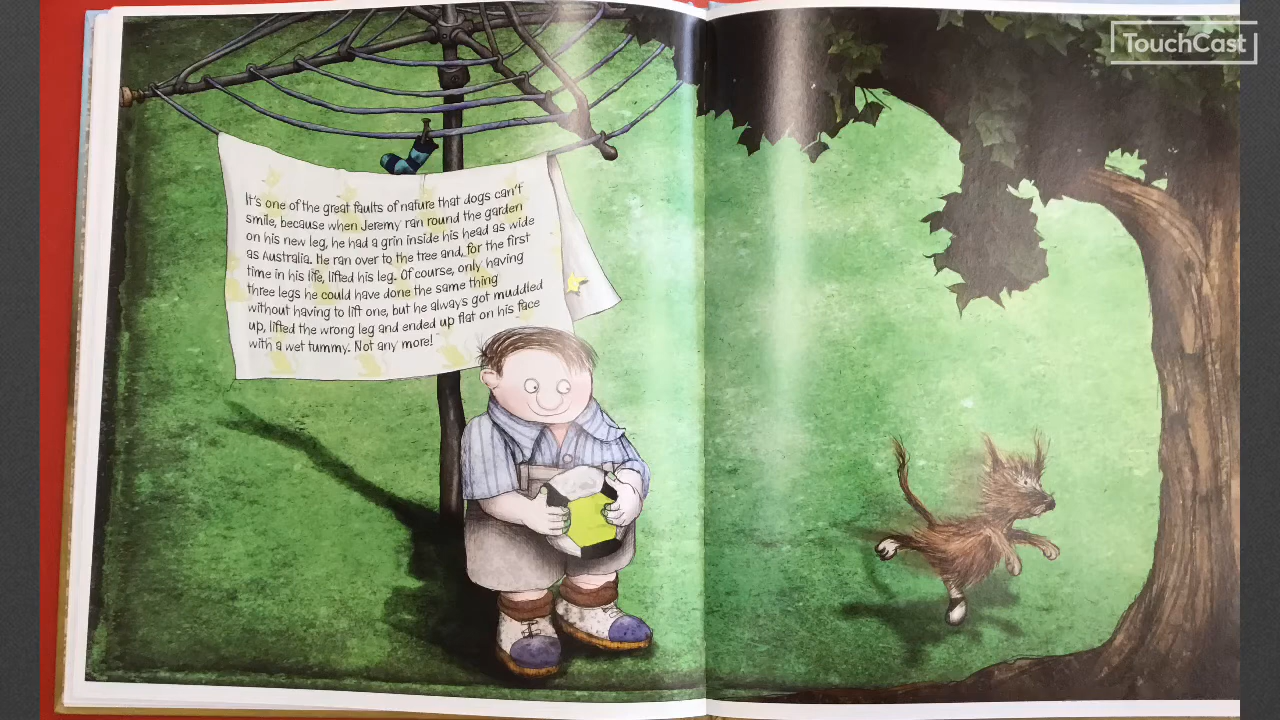 It's one of the great faults of nature that dogs can't
smile, because when Jeremy ran round the garden
on his new leg, he had a grin inside his head as wide
as Australia. He ran over to the tree and, for the first
time in his life, lifted his leg. Of course, only having
three legs he could have done the same thing
without having to lift one, but he always got muddled
up, lifted the wrong leg and ended up flat on his face
with a wet tummy. Not any more!
TouchCast